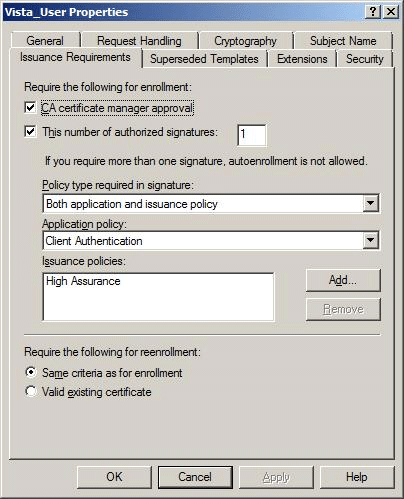 Vista_User Properties
General
Request Handling
Cryptography
Subject Name
Issuance Requirements
Superseded Templates
Extensions
Security
Require the following for enrollment:
CA certificate manager approval
This number of authorized signatures:
1
If you require more than one signature, autoenrollment is not allowed.
Policy type required in signature:
Both application and issuance policy
Application policy:
Client Authentication
Issuance policies:
High Assurance
Add...
Remove
Require the following for reenrollment:
Same criteria as for enrollment
Valid existing certificate
OK
Cancel
Apply
Help